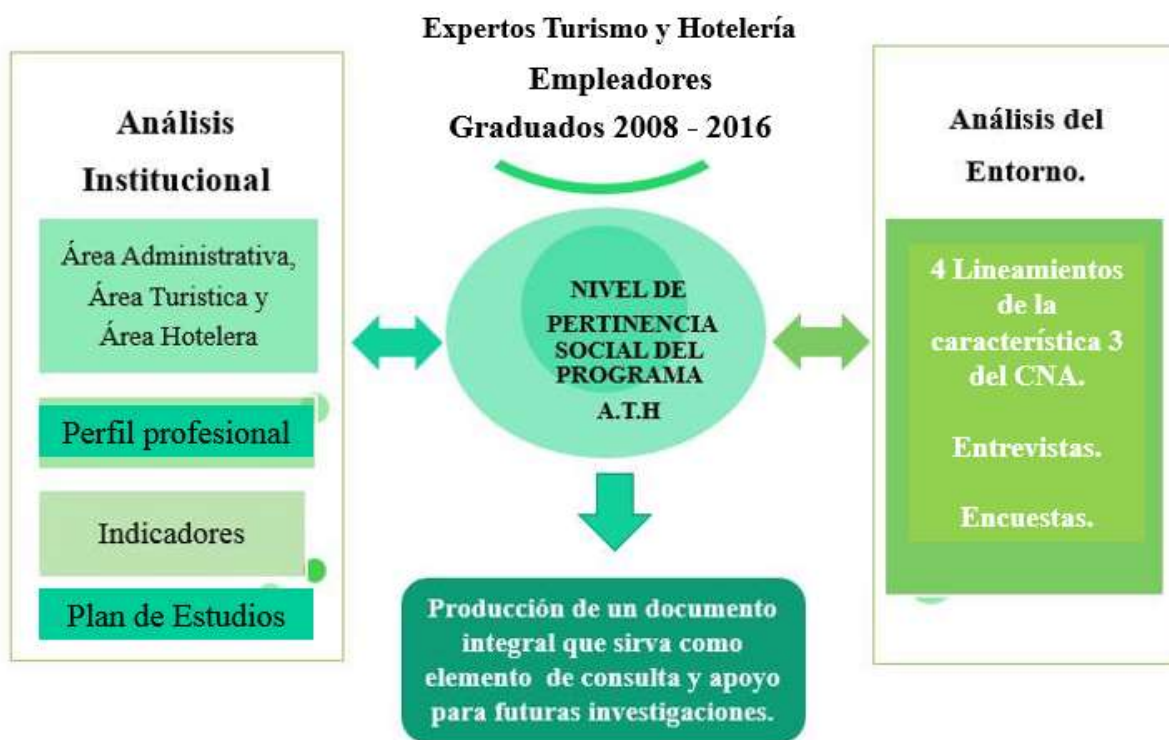 Expertos Turismo y Hotelería
Empleadores
Graduados 2008 - 2016
Análisis
Institucional
Área Administrativa,
Área Turistica y
Área Hotelera
Perfil profesional
Indicadores
Plan de Estudios
NIVEL DE
PERTINENCIA
SOCIAL DEL
PROGRAMA
A.T.H
Producción de un documento
integral que sirva como
elemento de consulta y apoyo
para futuras investigaciones.
Análisis del
Entorno.
4 Lineamientos
de la
característica 3
del CNA.
Entrevistas.
Encuestas.